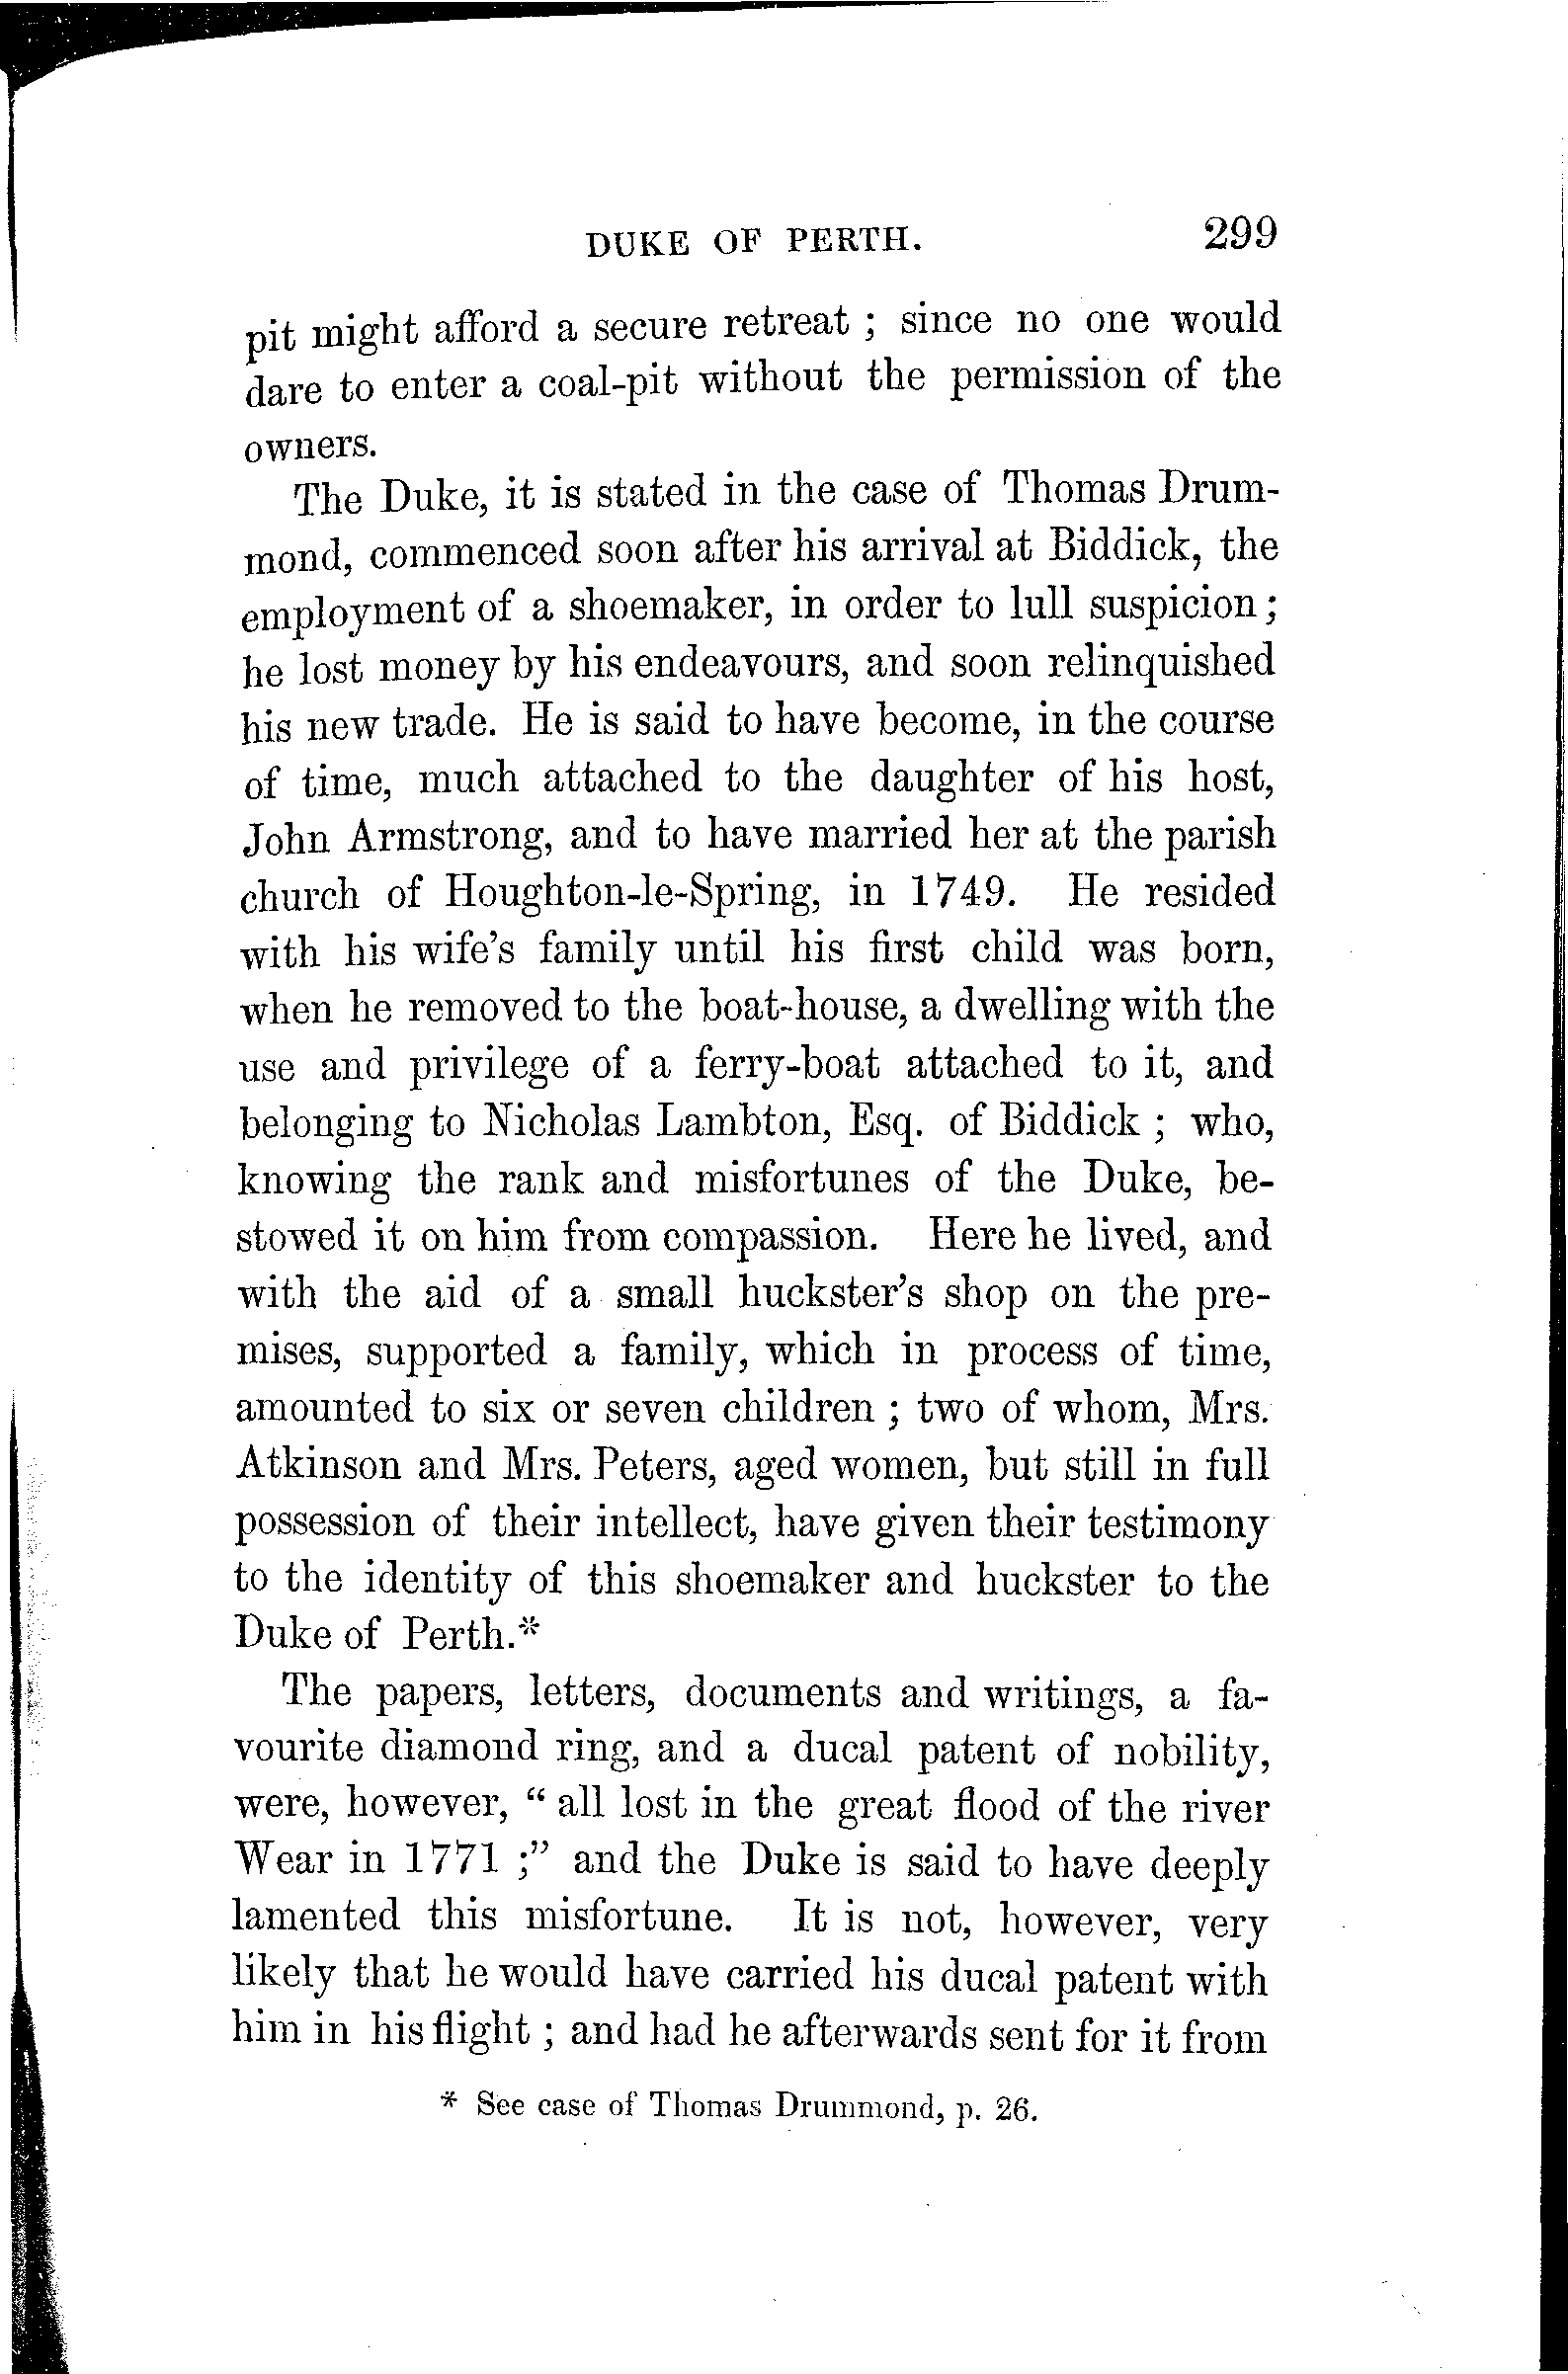 DUKE OF PERTH. 299
pit might afford a secure retreat ; since no one would
dare to enter a coal-pit without the permission of the
owners.
The Duke, it is stated in the case of Thomas Drum-
mond, commenced soon after his arrival at Biddick, the
employment of a shoemaker, in order to lull suspicion ;
he lost money by his endeavours, and soon relinquished
his new trade. He is said to have become, in the course
of time, much attached to the daughter of his host,
John Armstrong, and to have married her at the parish
church of Houghton-le-Spring, in 1749. He resided
with his wife's family until his first child was born,
when he removed to the boat-house, a dwelling with the
use and privilege of a ferry-boat attached to it, and
belonging to Nicholas Lambton, Esq. of Biddick ; who,
knowing the rank and misfortunes of the Duke, be-
stowed it on him from compassion. Here he lived, and
with the aid of a small huckster's shop on the pre-
mises, supported a family, which in process of time,
amounted to six or seven children ; two of whom, Mrs.
Atkinson and Mrs. Peters, aged women, but still in full
possession of their intellect, have given their testimony
to the identity of this shoemaker and huckster to the
Duke of Perth.*
The papers, letters, documents and writings, a fa-
vourite diamond ring, and a ducal patent of nobility,
were, however, “ all lost in the great flood of the river
Wear in 1771 ;” and the Duke is said to have deeply
lamented this misfortune. It is not, however, very
likely that he would have carried his ducal patent with
him in his flight ; and had he afterwards sent for it from
* See case of Thomas Drummond, p. 26.